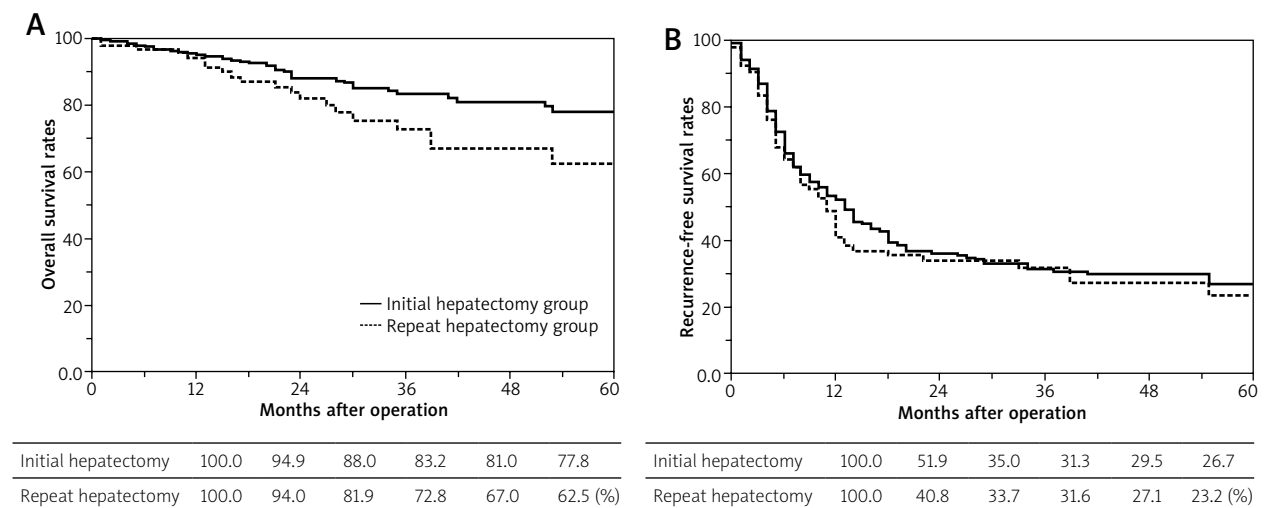 A
Overall survival rates
100
80
60
40
20
0.0
Initial hepatectomy group
Repeat hepatectomy group
0 12 24 36 48 60
Months after operation
Initial hepatectomy 100.0 94.9 88.0 83.2 81.0 77.8
Repeat hepatectomy 100.0 94.0 81.9 72.8 67.0 62.5 (%)
B
Recurrence-free survival rates
100
80
60
40
20
0.0
0 12 24 36 48 60
Months after operation
Initial hepatectomy 100.0 51.9 35.0 31.3 29.5 26.7
Repeat hepatectomy 100.0 40.8 33.7 31.6 27.1 23.2 (%)